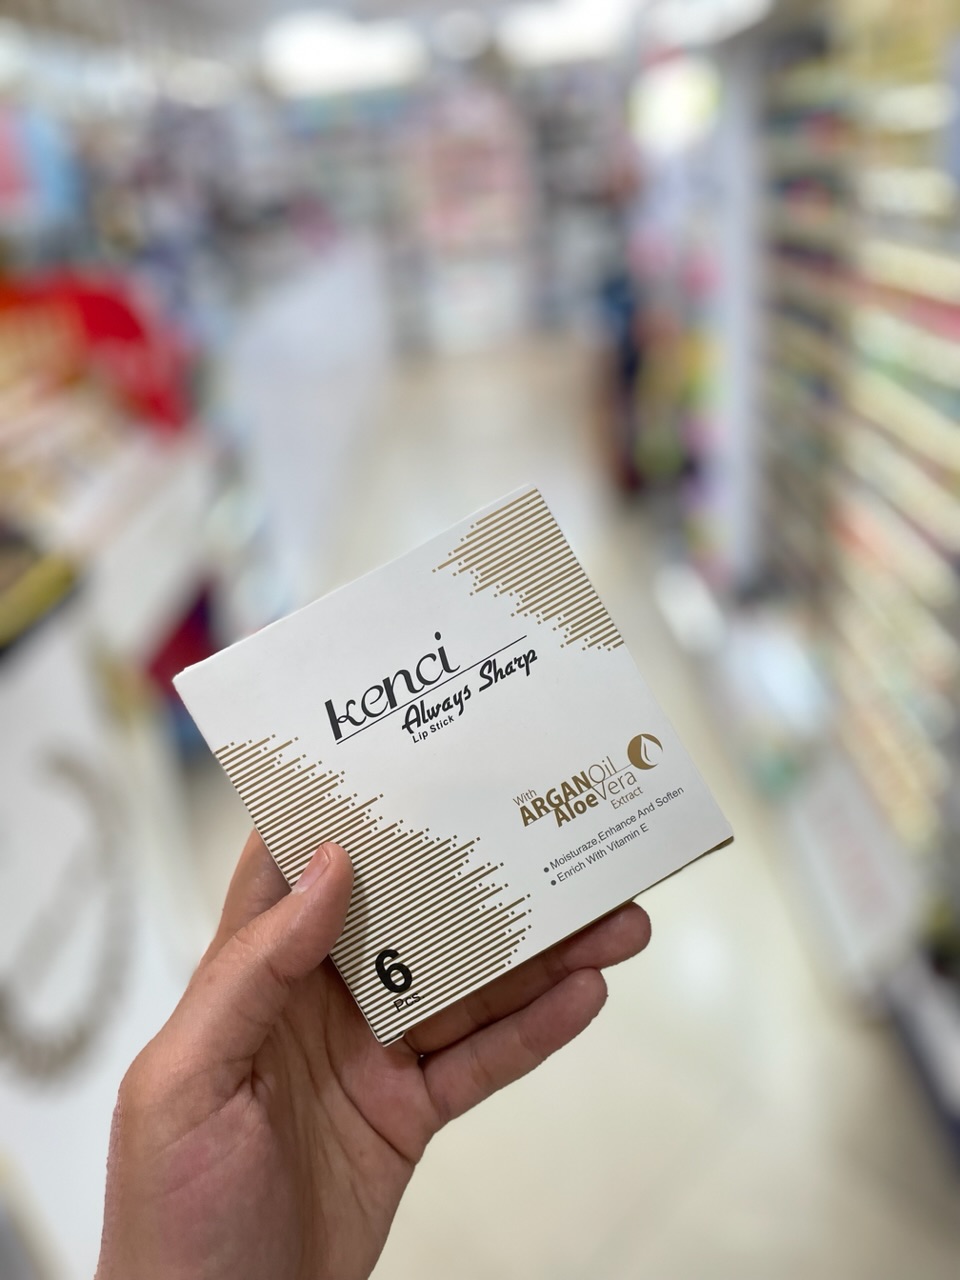 kenci
Always Sharp
Lip Stick
With
ARGAN Oil
Aloe Vera
Extract
• Moisturaze,Enhance And Soften
• Enrich With Vitamin E
6
Pcs